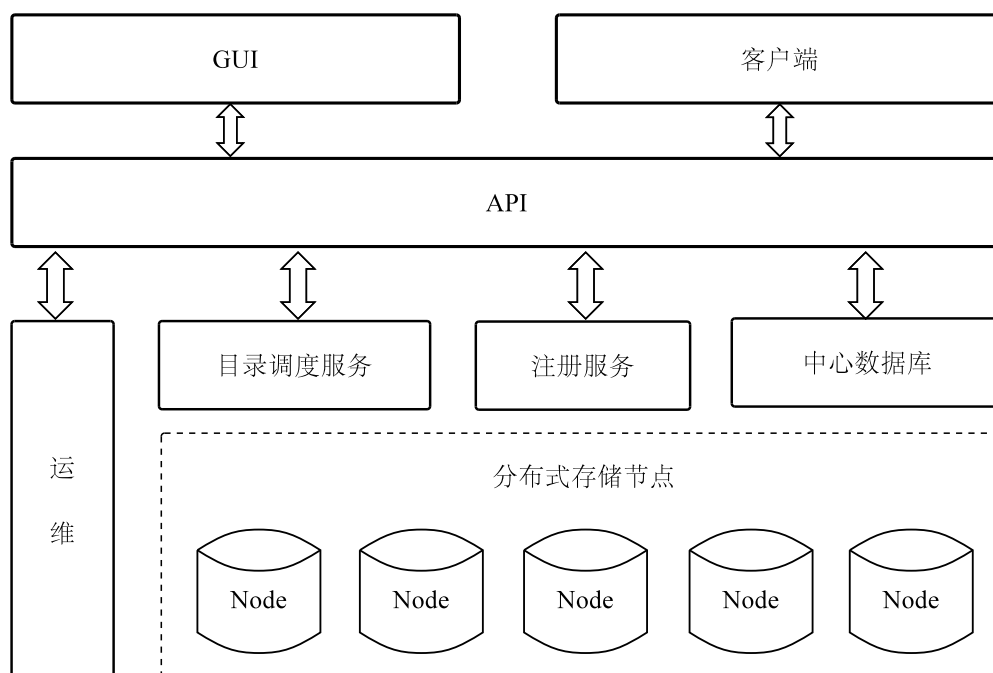 GUI
客户端
API
目录调度服务
注册服务
中心数据库
运
维
分布式存储节点
Node
Node
Node
Node
Node